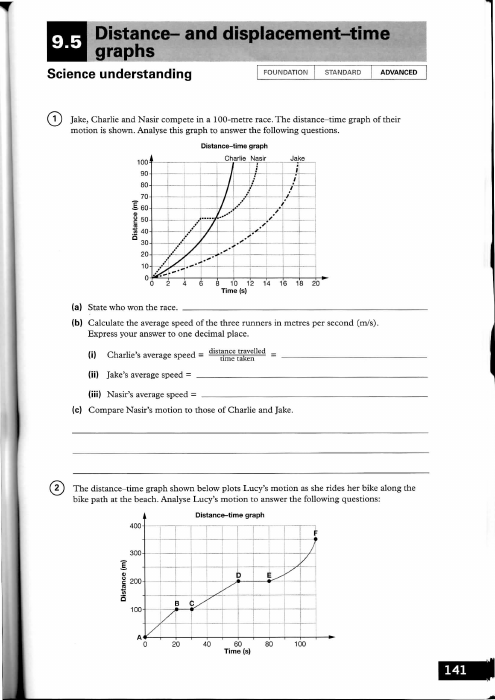 9.5 Distance– and displacement–time
graphs
Science understanding
FOUNDATION STANDARD ADVANCED
1 Jake, Charlie and Nasir compete in a 100-metre race. The distance–time graph of their
motion is shown. Analyse this graph to answer the following questions.
Distance–time graph
Charlie Nasir Jake
100
90
80
70
60
50
40
30
20
10
0
Distance (m)
0 2 4 6 8 10 12 14 16 18 20
Time (s)
(a) State who won the race.
(b) Calculate the average speed of the three runners in metres per second (m/s).
Express your answer to one decimal place.
(i) Charlie's average speed = distance travelled / time taken =
(ii) Jake's average speed =
(iii) Nasir's average speed =
(c) Compare Nasir's motion to those of Charlie and Jake.
2 The distance–time graph shown below plots Lucy's motion as she rides her bike along the
bike path at the beach. Analyse Lucy's motion to answer the following questions:
Distance–time graph
400
300
200
100
Distance (m)
A B C D E F
0 20 40 60 80 100
Time (s)
141